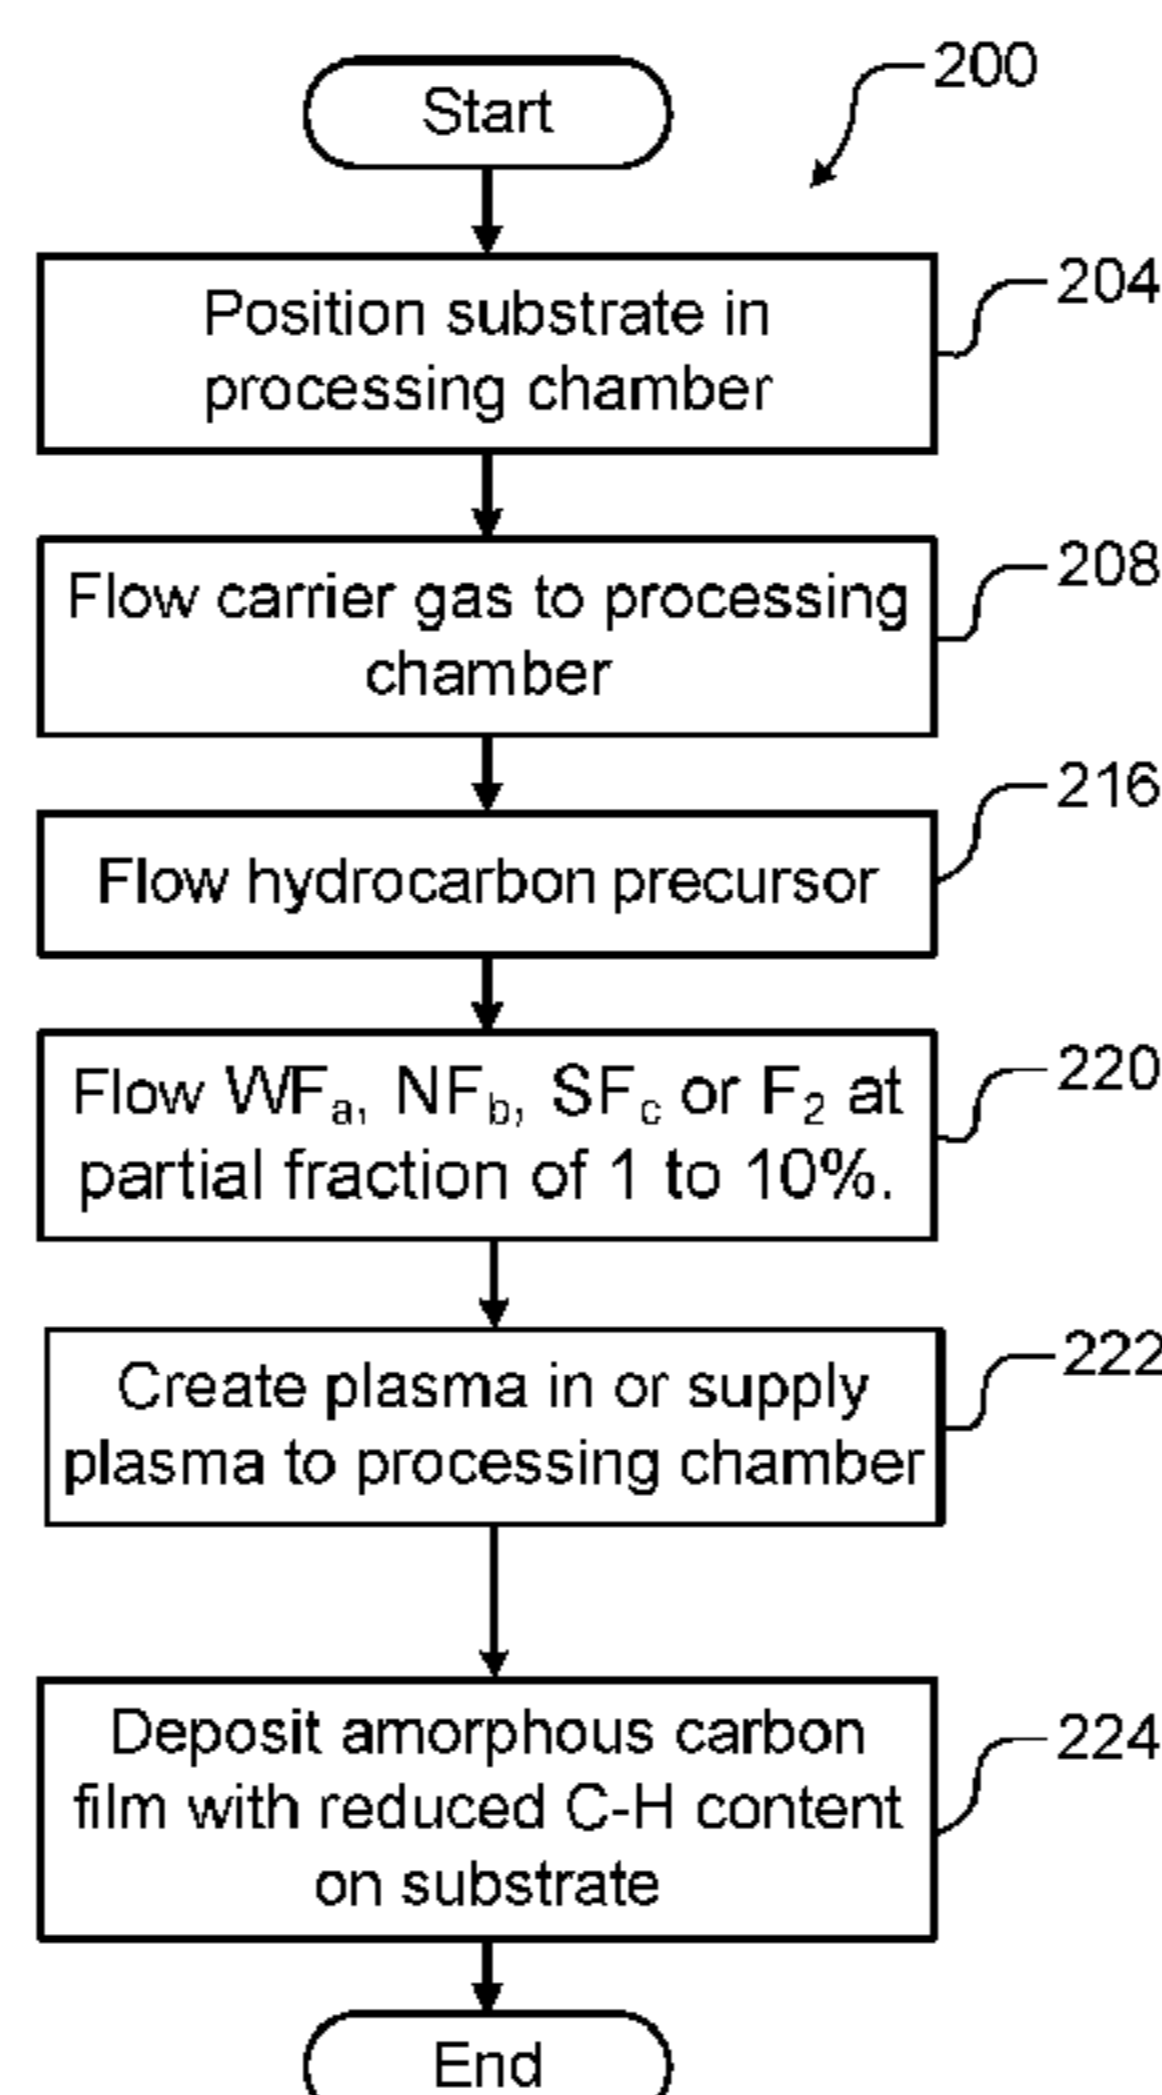 Start
200
Position substrate in
processing chamber
204
Flow carrier gas to processing
chamber
208
Flow hydrocarbon precursor
216
Flow WFₐ, NF_b, SF_c or F₂ at
partial fraction of 1 to 10%.
220
Create plasma in or supply
plasma to processing chamber
222
Deposit amorphous carbon
film with reduced C-H content
on substrate
224
End